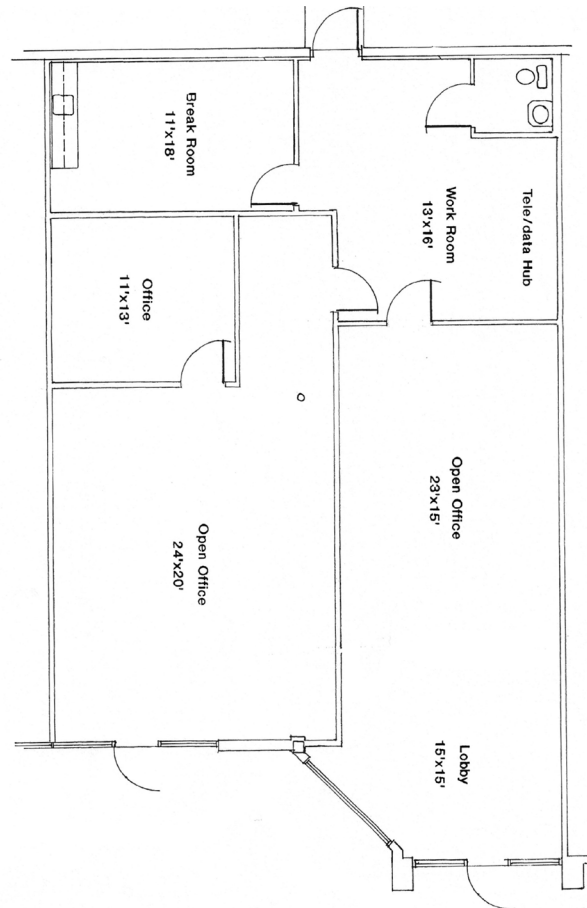 Break Room
11'x18'
Tele/data Hub
Work Room
13'x16'
Office
11'x13'
Open Office
23'x15'
Open Office
24'x20'
Lobby
15'x15'